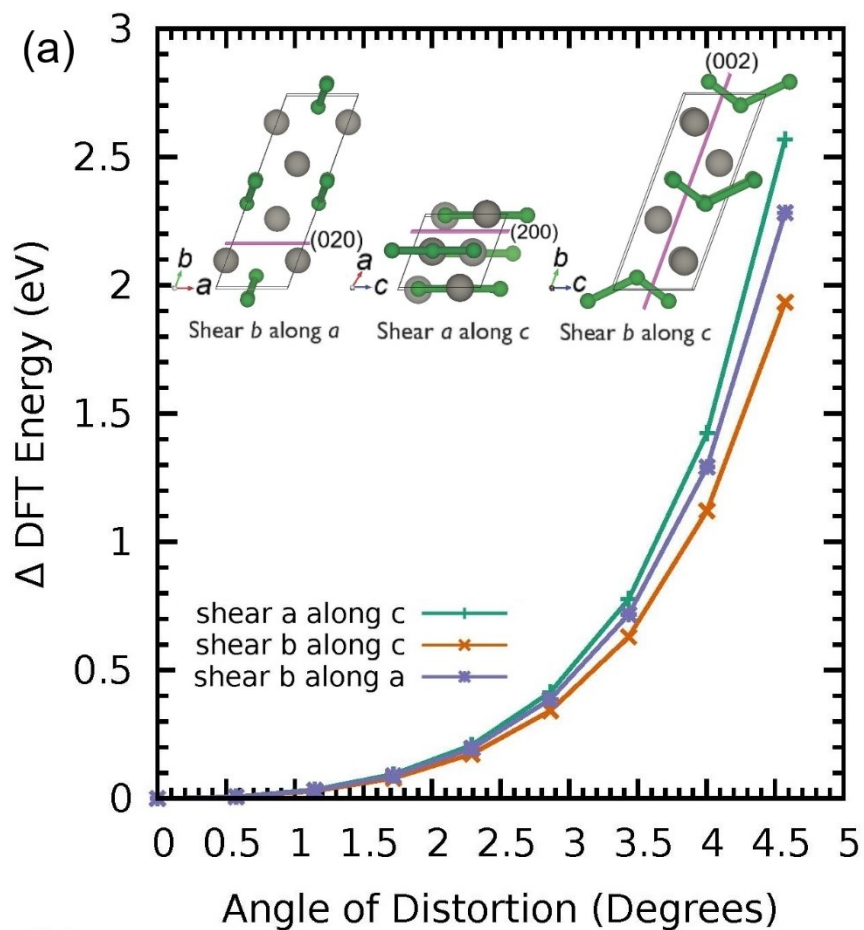 (a)
3
2.5
2
1.5
1
0.5
0
Δ DFT Energy (eV)
(020)
b
a
Shear b along a
(200)
a
c
Shear a along c
(002)
b
c
Shear b along c
shear a along c
shear b along c
shear b along a
0 0.5 1 1.5 2 2.5 3 3.5 4 4.5 5
Angle of Distortion (Degrees)